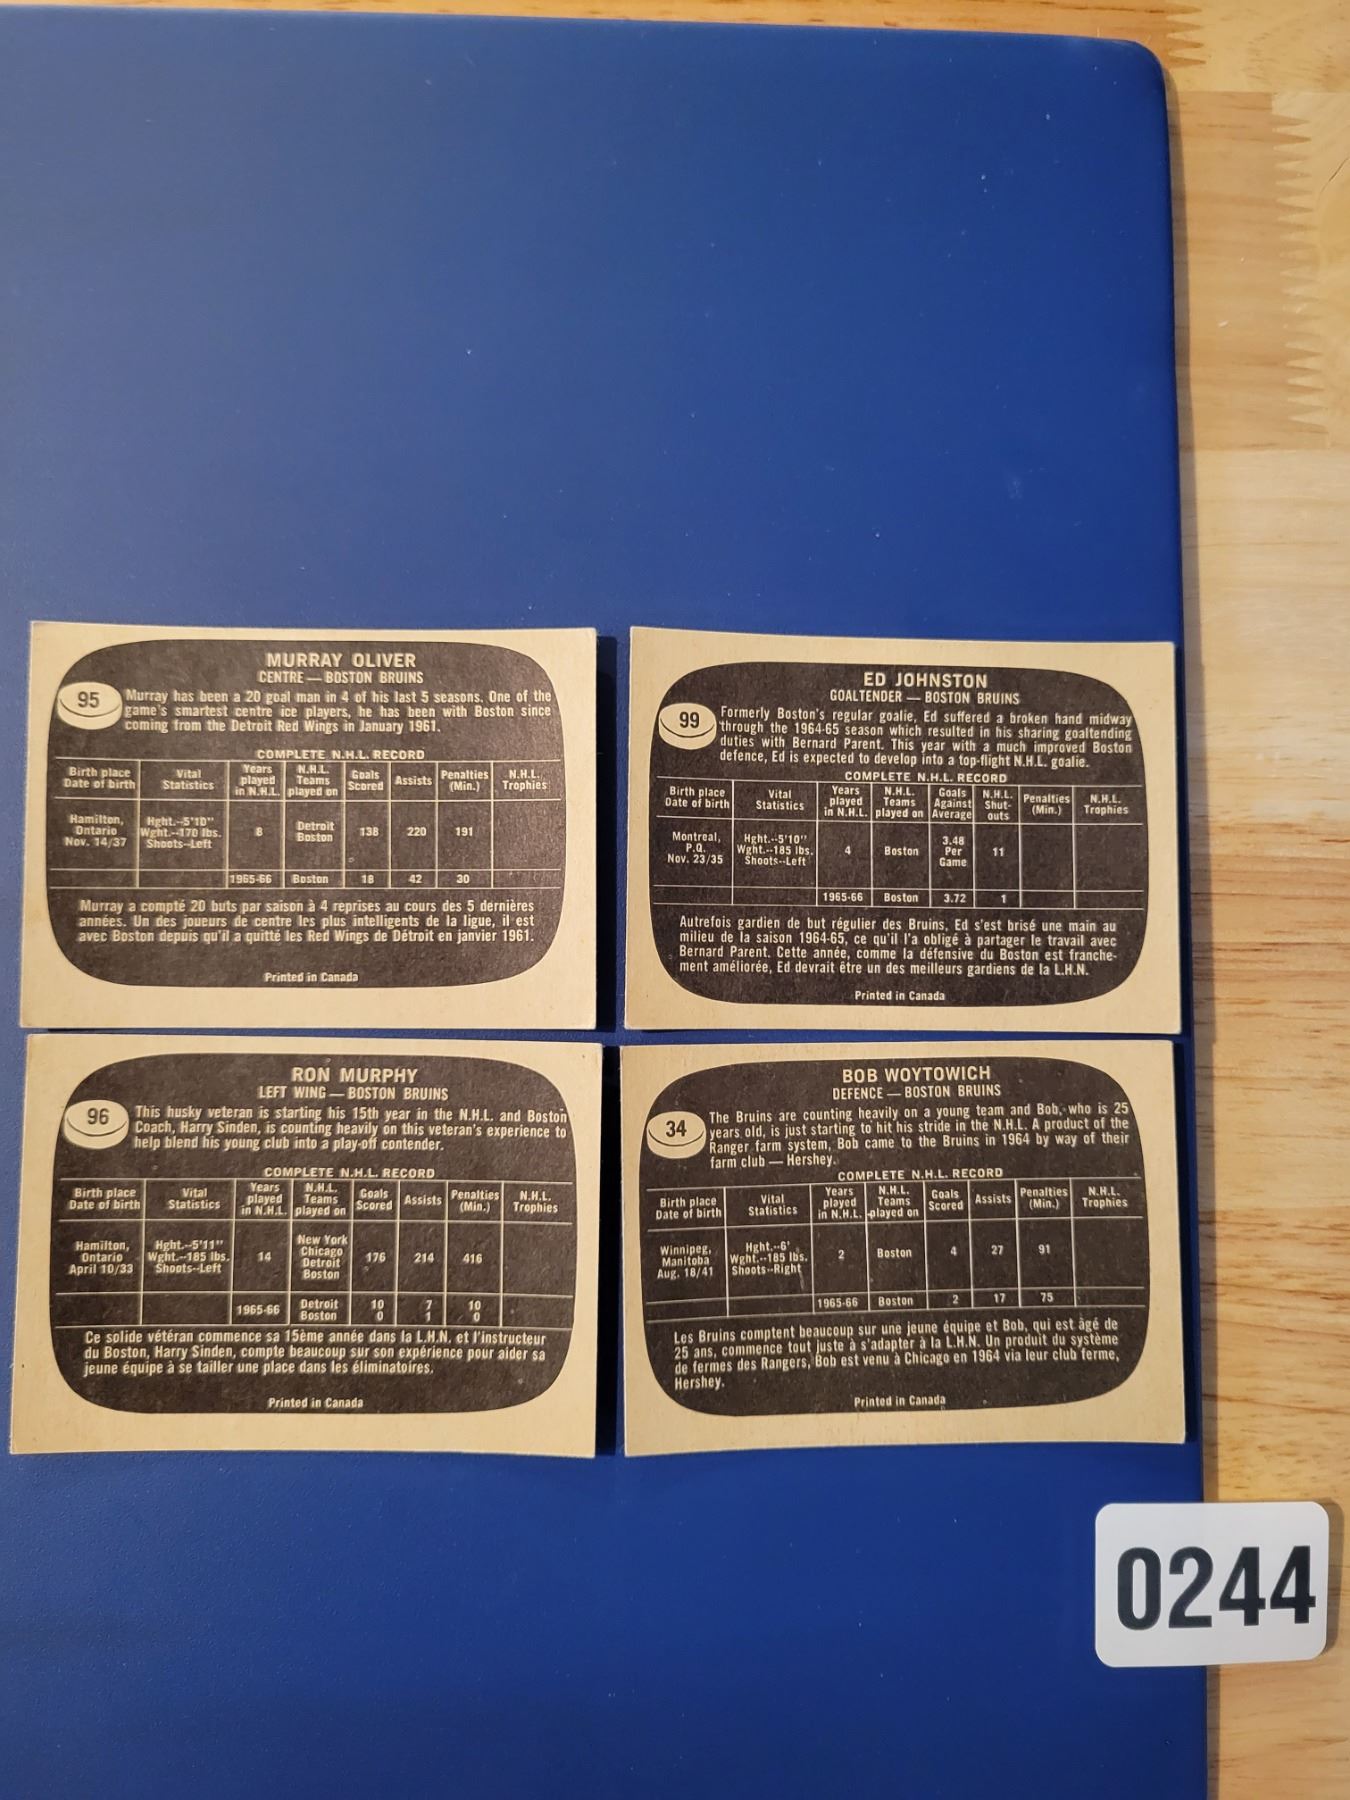 MURRAY OLIVER
CENTRE — BOSTON BRUINS
95
Murray has been a 20 goal man in 4 of his last 5 seasons. One of the
game's smartest centre ice players, he has been with Boston since
coming from the Detroit Red Wings in January 1961.
COMPLETE N.H.L. RECORD
Birth place Date of birth | Vital Statistics | Years played in N.H.L. | N.H.L. Teams played on | Goals Scored | Assists | Penalties (Min.) | N.H.L. Trophies
Hamilton, Ontario Nov. 14/37 | Hght.--5'10" Wght.--170 lbs. Shoots--Left | 8 | Detroit Boston | 138 | 220 | 191
1965-66 | Boston | 18 | 42 | 30
Murray a compté 20 buts par saison à 4 reprises au cours des 5 dernières
années. Un des joueurs de centre les plus intelligents de la ligue, il est
avec Boston depuis qu'il a quitté les Red Wings de Détroit en janvier 1961.
Printed in Canada
ED JOHNSTON
GOALTENDER — BOSTON BRUINS
99
Formerly Boston's regular goalie, Ed suffered a broken hand midway
through the 1964-65 season which resulted in his sharing goaltending
duties with Bernard Parent. This year with a much improved Boston
defence, Ed is expected to develop into a top-flight N.H.L. goalie.
COMPLETE N.H.L. RECORD
Birth place Date of birth | Vital Statistics | Years played in N.H.L. | N.H.L. Teams played on | Goals Against Average | N.H.L. Shut-outs | Penalties (Min.) | N.H.L. Trophies
Montreal, P.Q. Nov. 23/35 | Hght.--5'10" Wght.--185 lbs. Shoots--Left | 4 | Boston | 3.48 Per Game | 11
1965-66 | Boston | 3.72 | 1
Autrefois gardien de but régulier des Bruins, Ed s'est brisé une main au
milieu de la saison 1964-65, ce qu'il l'a obligé à partager le travail avec
Bernard Parent. Cette année, comme la défensive du Boston est franche-
ment améliorée, Ed devrait être un des meilleurs gardiens de la L.H.N.
Printed in Canada
RON MURPHY
LEFT WING — BOSTON BRUINS
96
This husky veteran is starting his 15th year in the N.H.L. and Boston
Coach, Harry Sinden, is counting heavily on this veteran's experience to
help blend his young club into a play-off contender.
COMPLETE N.H.L. RECORD
Birth place Date of birth | Vital Statistics | Years played in N.H.L. | N.H.L. Teams played on | Goals Scored | Assists | Penalties (Min.) | N.H.L. Trophies
Hamilton, Ontario April 10/33 | Hght.--5'11" Wght.--185 lbs. Shoots--Left | 14 | New York Chicago Detroit Boston | 176 | 214 | 416
1965-66 | Detroit Boston | 10 0 | 7 1 | 10 0
Ce solide vétéran commence sa 15ème année dans la L.H.N. et l'instructeur
du Boston, Harry Sinden, compte beaucoup sur son expérience pour aider sa
jeune équipe à se tailler une place dans les éliminatoires.
Printed in Canada
BOB WOYTOWICH
DEFENCE — BOSTON BRUINS
34
The Bruins are counting heavily on a young team and Bob, who is 25
years old, is just starting to hit his stride in the N.H.L. A product of the
Ranger farm system, Bob came to the Bruins in 1964 by way of their
farm club — Hershey.
COMPLETE N.H.L. RECORD
Birth place Date of birth | Vital Statistics | Years played in N.H.L. | N.H.L. Teams played on | Goals Scored | Assists | Penalties (Min.) | N.H.L. Trophies
Winnipeg, Manitoba Aug. 18/41 | Hght.--6' Wght.--185 lbs. Shoots--Right | 2 | Boston | 4 | 27 | 91
1965-66 | Boston | 2 | 17 | 75
Les Bruins comptent beaucoup sur une jeune équipe et Bob, qui est âgé de
25 ans, commence tout juste à s'adapter à la L.H.N. Un produit du système
de fermes des Rangers, Bob est venu à Chicago en 1964 via leur club ferme,
Hershey.
Printed in Canada
0244